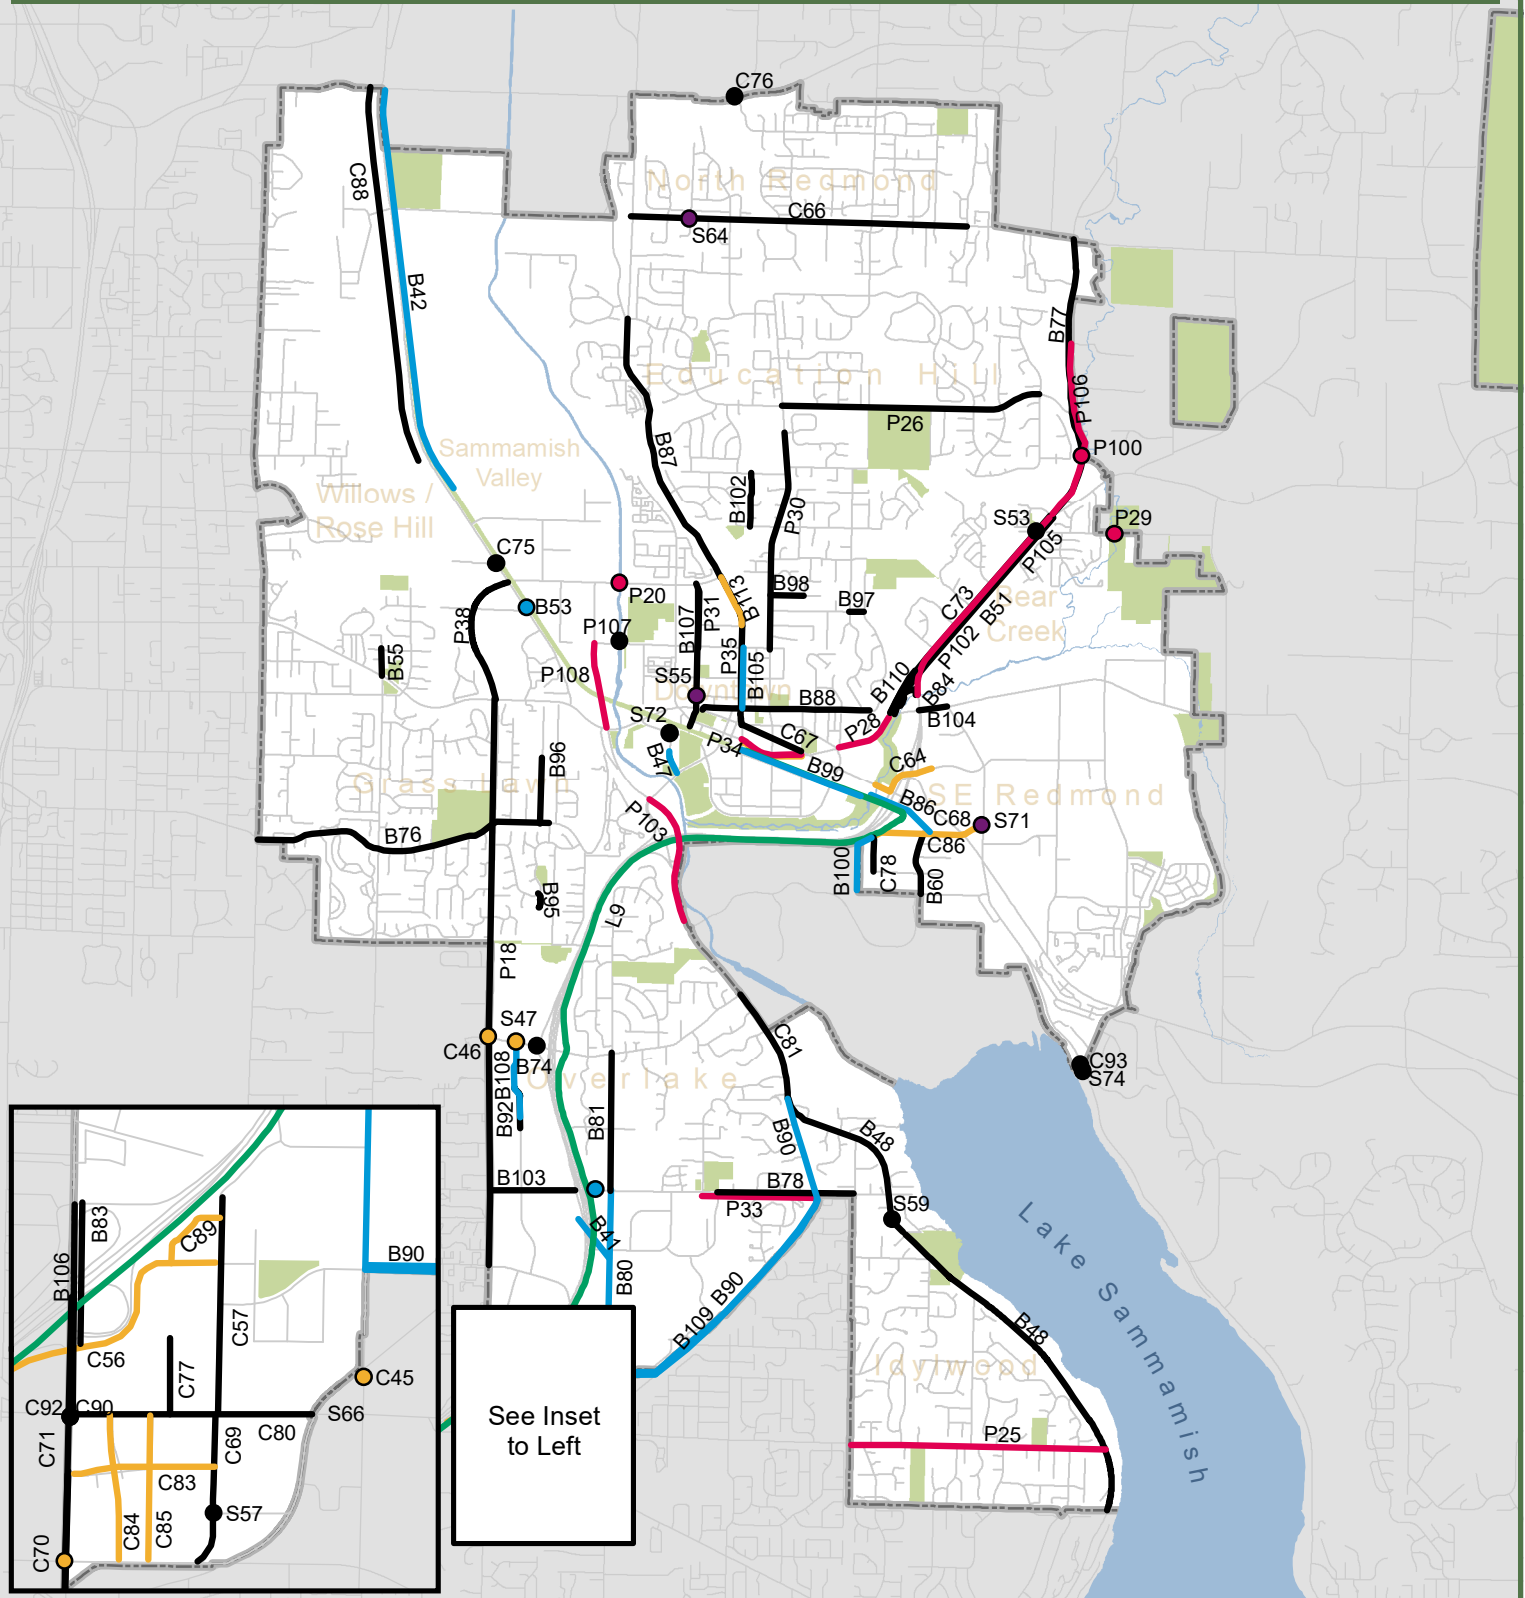 C76
North Redmond
C88
C66
S64
B42
B77
Education Hill
P106
P26
Sammamish
Valley
B87
P100
Willows /
Rose Hill
B102
P30
S53
P29
P105
C75
B98
B97
C73
B51
Bear
Creek
B53
P20
B113
P31
B107
P38
P107
P35
P102
B55
P108
S55
B105
Downtown
B110
B84
B88
B104
S72
P28
C67
P34
B47
B99
C64
B96
Grass Lawn
B86
SE Redmond
C68
S71
P103
B76
C86
B100
C78
B60
B95
L9
P18
S47
C46
B74
C81
C93
S74
B108
Overlake
B92
B81
B90
B48
B103
B78
P33
S59
B41
B80
B90
B109
Lake Sammamish
B48
Idylwood
P25
See Inset
to Left
B83
C89
B106
B90
C57
C56
C77
C45
C92
C90
S66
C71
C80
C69
C83
S57
C84
C85
C70